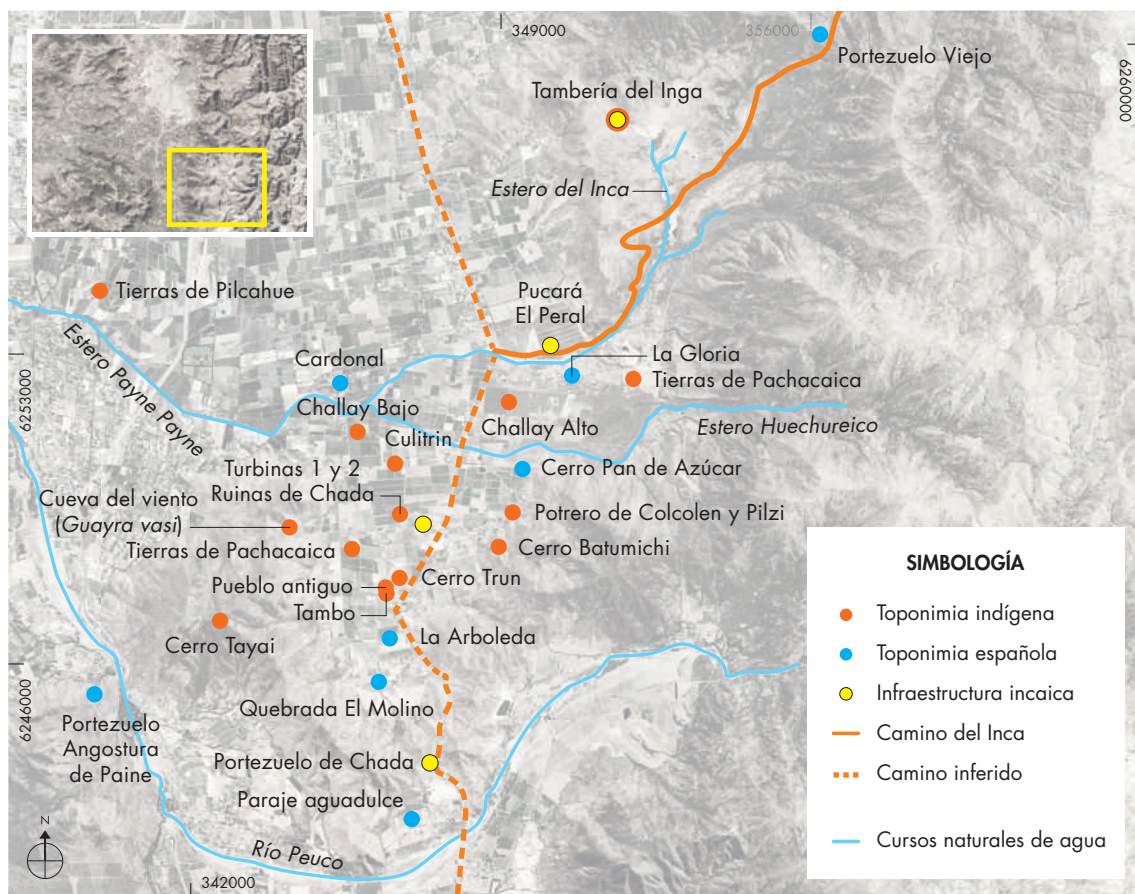 349000
356000
6260000
Portezuelo Viejo
Tambería del Inga
Estero del Inca
Tierras de Pilcahue
Pucará
El Peral
Estero Payne Payne
Cardonal
La Gloria
Tierras de Pachacaica
6253000
Challay Bajo
Challay Alto
Estero Huechureico
Culitrin
Turbinas 1 y 2
Cerro Pan de Azúcar
Ruinas de Chada
Cueva del viento
(Guayra vasi)
Potrero de Colcolen y Pilzi
Tierras de Pachacaica
Cerro Batumichi
Cerro Trun
Pueblo antiguo
Tambo
Cerro Tayai
La Arboleda
6246000
Quebrada El Molino
Portezuelo
Angostura
de Paine
Portezuelo de Chada
Paraje aguadulce
Río Peuco
N
342000
SIMBOLOGÍA
Toponimia indígena
Toponimia española
Infraestructura incaica
Camino del Inca
Camino inferido
Cursos naturales de agua